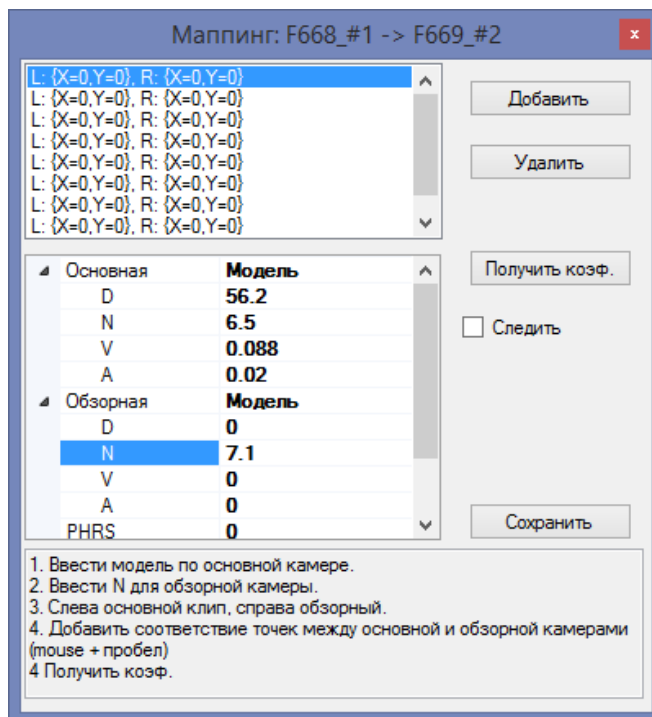 Маппинг: F668_#1 -> F669_#2
x
L: {X=0,Y=0}, R: {X=0,Y=0}
L: {X=0,Y=0}, R: {X=0,Y=0}
L: {X=0,Y=0}, R: {X=0,Y=0}
L: {X=0,Y=0}, R: {X=0,Y=0}
L: {X=0,Y=0}, R: {X=0,Y=0}
L: {X=0,Y=0}, R: {X=0,Y=0}
L: {X=0,Y=0}, R: {X=0,Y=0}
L: {X=0,Y=0}, R: {X=0,Y=0}
Добавить
Удалить
Основная Модель
D 56.2
N 6.5
V 0.088
A 0.02
Обзорная Модель
D 0
N 7.1
V 0
A 0
PHRS 0
Получить коэф.
Следить
Сохранить
1. Ввести модель по основной камере.
2. Ввести N для обзорной камеры.
3. Слева основной клип, справа обзорный.
4. Добавить соответствие точек между основной и обзорной камерами
(mouse + пробел)
4 Получить коэф.